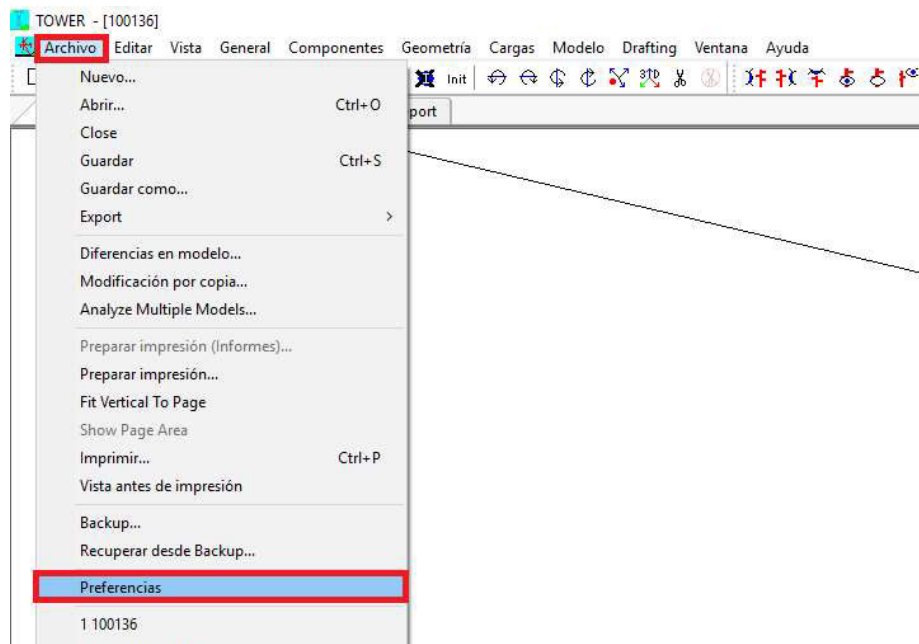 TOWER - [100136]
Archivo Editar Vista General Componentes Geometría Cargas Modelo Drafting Ventana Ayuda
Init
Nuevo...
Abrir... Ctrl+O
port
Close
Guardar Ctrl+S
Guardar como...
Export
Diferencias en modelo...
Modificación por copia...
Analyze Multiple Models...
Preparar impresión (Informes)...
Preparar impresión...
Fit Vertical To Page
Show Page Area
Imprimir... Ctrl+P
Vista antes de impresión
Backup...
Recuperar desde Backup...
Preferencias
1 100136